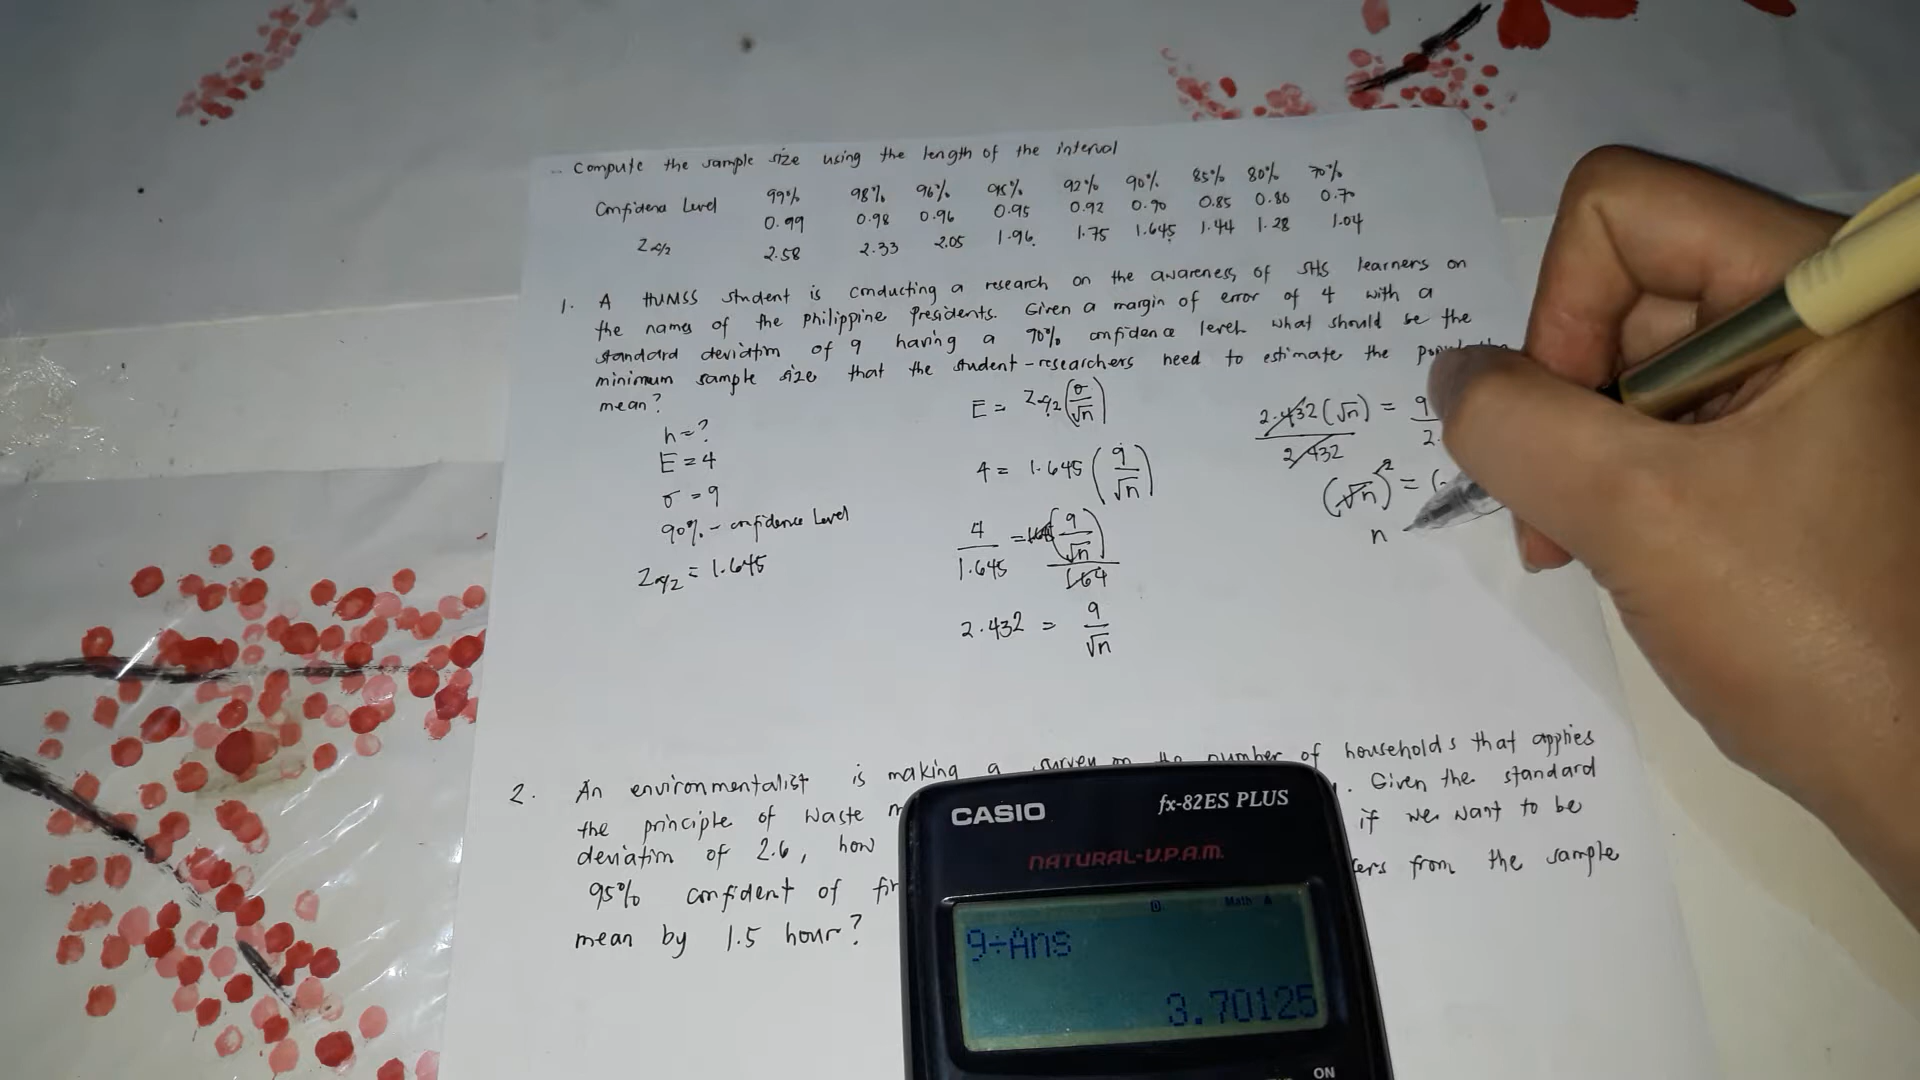 Compute the sample size using the length of the interval
Confidence Level 99% 98% 96% 95% 92% 90% 85% 80% 70%
0.99 0.98 0.96 0.95 0.92 0.90 0.85 0.80 0.70
Zα/2 2.58 2.33 2.05 1.96 1.75 1.645 1.44 1.28 1.04
1. A HUMSS student is conducting a research on the awareness of SHS learners on
the names of the Philippine Presidents. Given a margin of error of 4 with a
standard deviation of 9 having a 70% confidence level what should be the
minimum sample size that the student-researchers need to estimate the
mean?
n = ?
E = 4
σ = 9
90% - confidence Level
Zα/2 = 1.645
E = Zα/2 (σ/√n)
4 = 1.645 (9/√n)
4/1.645 = (9/√n)
2.432 = 9/√n
2.432 (√n) = 9
2.432 2.
(√n)² = (
n
2. An environmentalist is making a survey on the number of households that applies
the principle of waste Given the standard
deviation of 2.6, how if we want to be
95% confident of from the sample
mean by 1.5 hour?
CASIO fx-82ES PLUS
NATURAL-V.P.A.M.
D Math ▲
9÷Ans
3.70125
ON